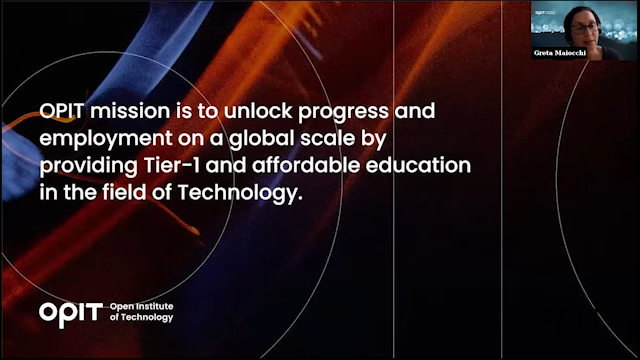 OPIT mission is to unlock progress and
employment on a global scale by
providing Tier-1 and affordable education
in the field of Technology.
OPIT
Open Institute
of Technology
OPIT
Greta Maiocchi